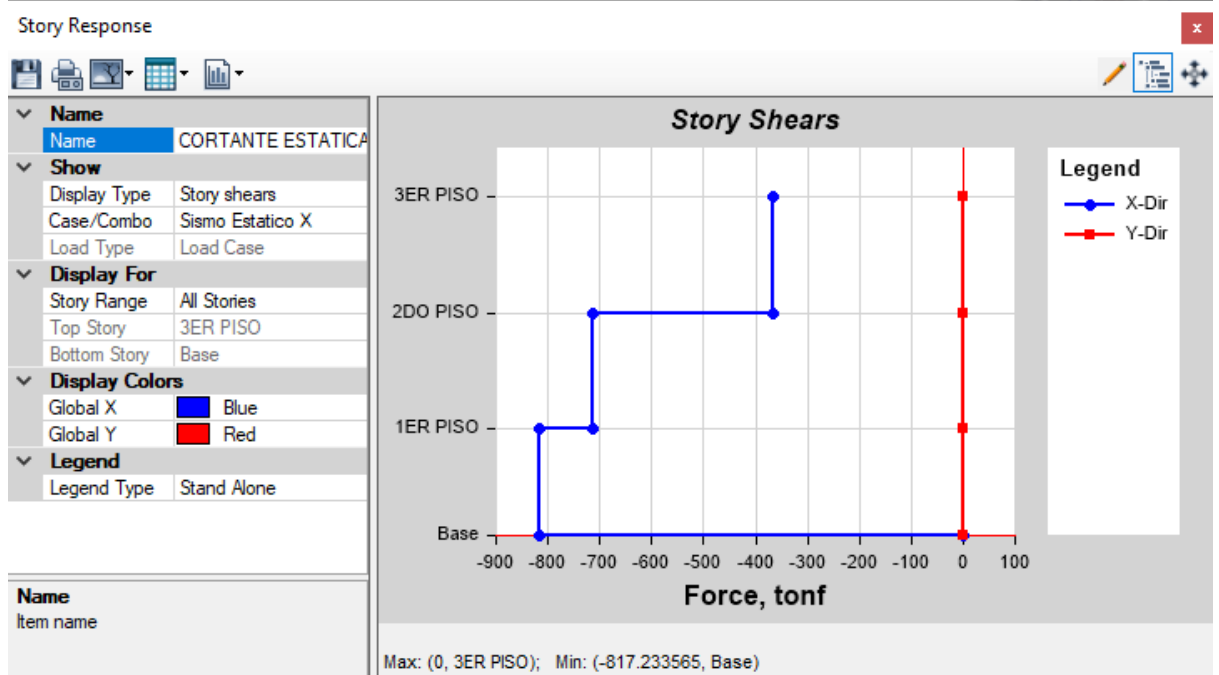 Story Response
x
Name
Name CORTANTE ESTATICA
Show
Display Type Story shears
Case/Combo Sismo Estatico X
Load Type Load Case
Display For
Story Range All Stories
Top Story 3ER PISO
Bottom Story Base
Display Colors
Global X Blue
Global Y Red
Legend
Legend Type Stand Alone
Name
Item name
Story Shears
3ER PISO
2DO PISO
1ER PISO
Base
-900 -800 -700 -600 -500 -400 -300 -200 -100 0 100
Force, tonf
Legend
X-Dir
Y-Dir
Max: (0, 3ER PISO); Min: (-817.233565, Base)